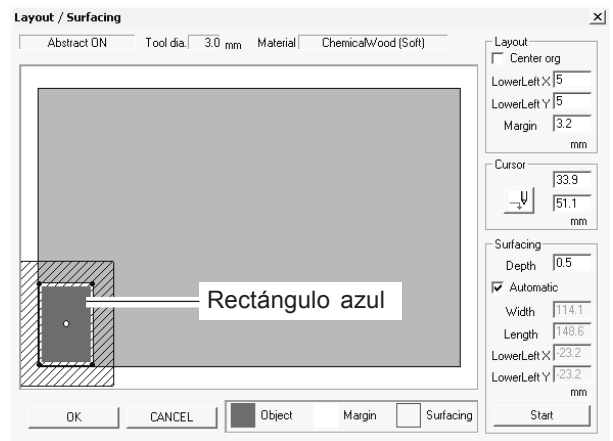 Layout / Surfacing
Abstract ON Tool dia. 3.0 mm Material ChemicalWood (Soft)
Layout
Center org
LowerLeft X 5
LowerLeft Y 5
Margin 3.2
mm
Cursor
33.9
51.1
mm
Surfacing
Depth 0.5
Automatic
Width 114.1
Length 148.6
LowerLeft X -23.2
LowerLeft Y -23.2
mm
Start
Rectángulo azul
OK CANCEL Object Margin Surfacing